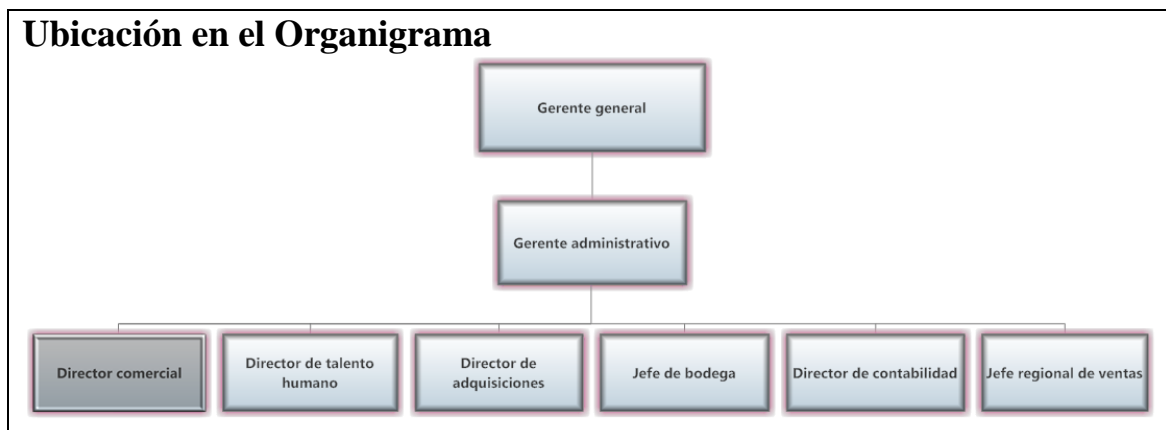 Ubicación en el Organigrama
Gerente general
Gerente administrativo
Director comercial
Director de talento
humano
Director de
adquisiciones
Jefe de bodega
Director de contabilidad
Jefe regional de ventas